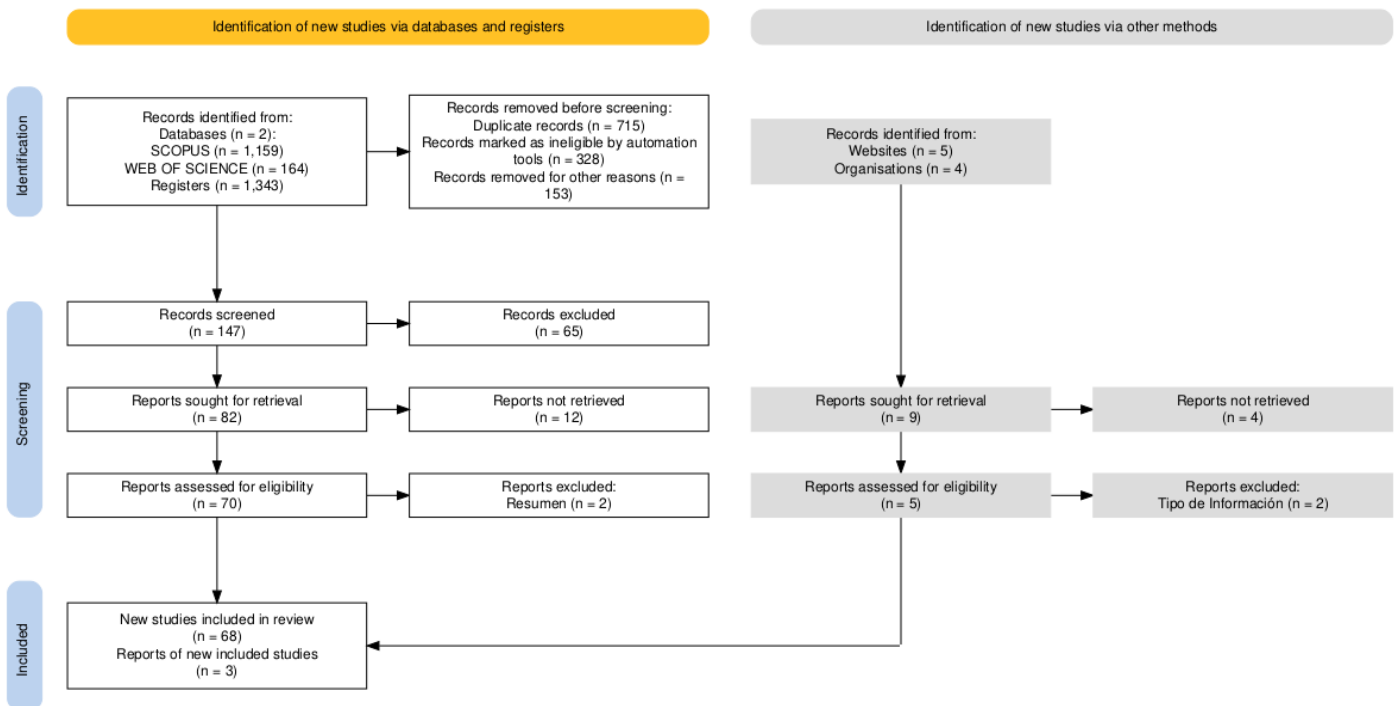 Identification of new studies via databases and registers
Identification of new studies via other methods
Identification
Records identified from:
Databases (n = 2):
SCOPUS (n = 1,159)
WEB OF SCIENCE (n = 164)
Registers (n = 1,343)
Records removed before screening:
Duplicate records (n = 715)
Records marked as ineligible by automation
tools (n = 328)
Records removed for other reasons (n =
153)
Records identified from:
Websites (n = 5)
Organisations (n = 4)
Screening
Records screened
(n = 147)
Records excluded
(n = 65)
Reports sought for retrieval
(n = 82)
Reports not retrieved
(n = 12)
Reports sought for retrieval
(n = 9)
Reports not retrieved
(n = 4)
Reports assessed for eligibility
(n = 70)
Reports excluded:
Resumen (n = 2)
Reports assessed for eligibility
(n = 5)
Reports excluded:
Tipo de Información (n = 2)
Included
New studies included in review
(n = 68)
Reports of new included studies
(n = 3)